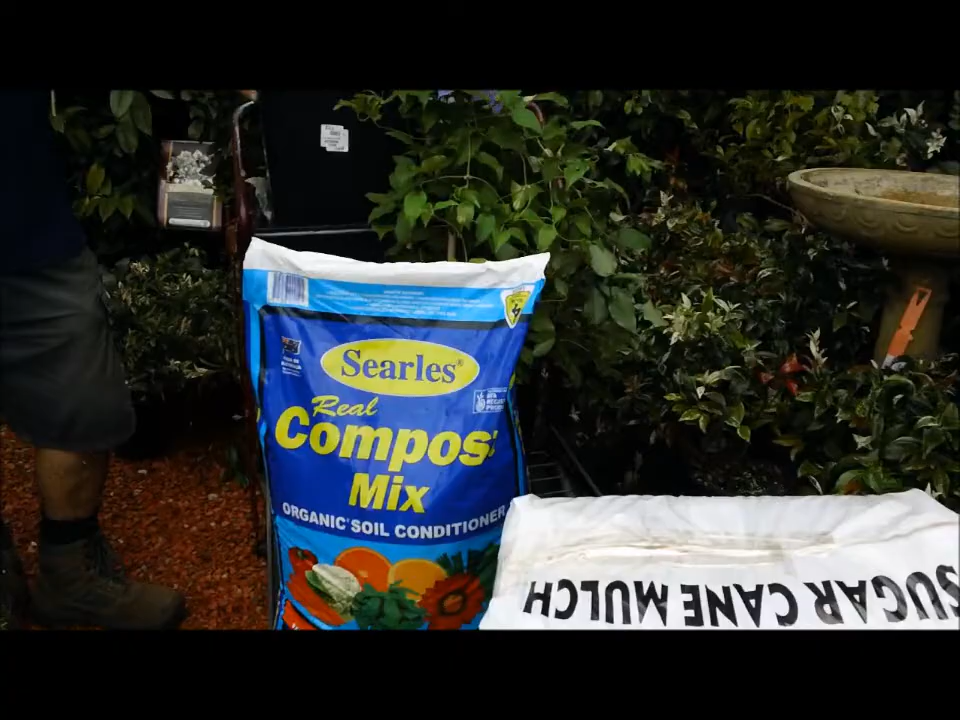 Searles®
Real
Compost
Mix
ORGANIC SOIL CONDITIONER
SUGAR CANE MULCH